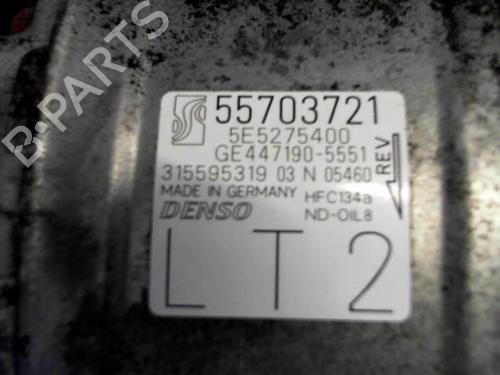 55703721
5E5275400
GE447190-5551
315595319 03 N 05460
REV
MADE IN GERMANY
HFC134a
DENSO
ND-OIL8
LT2
B-PARTS